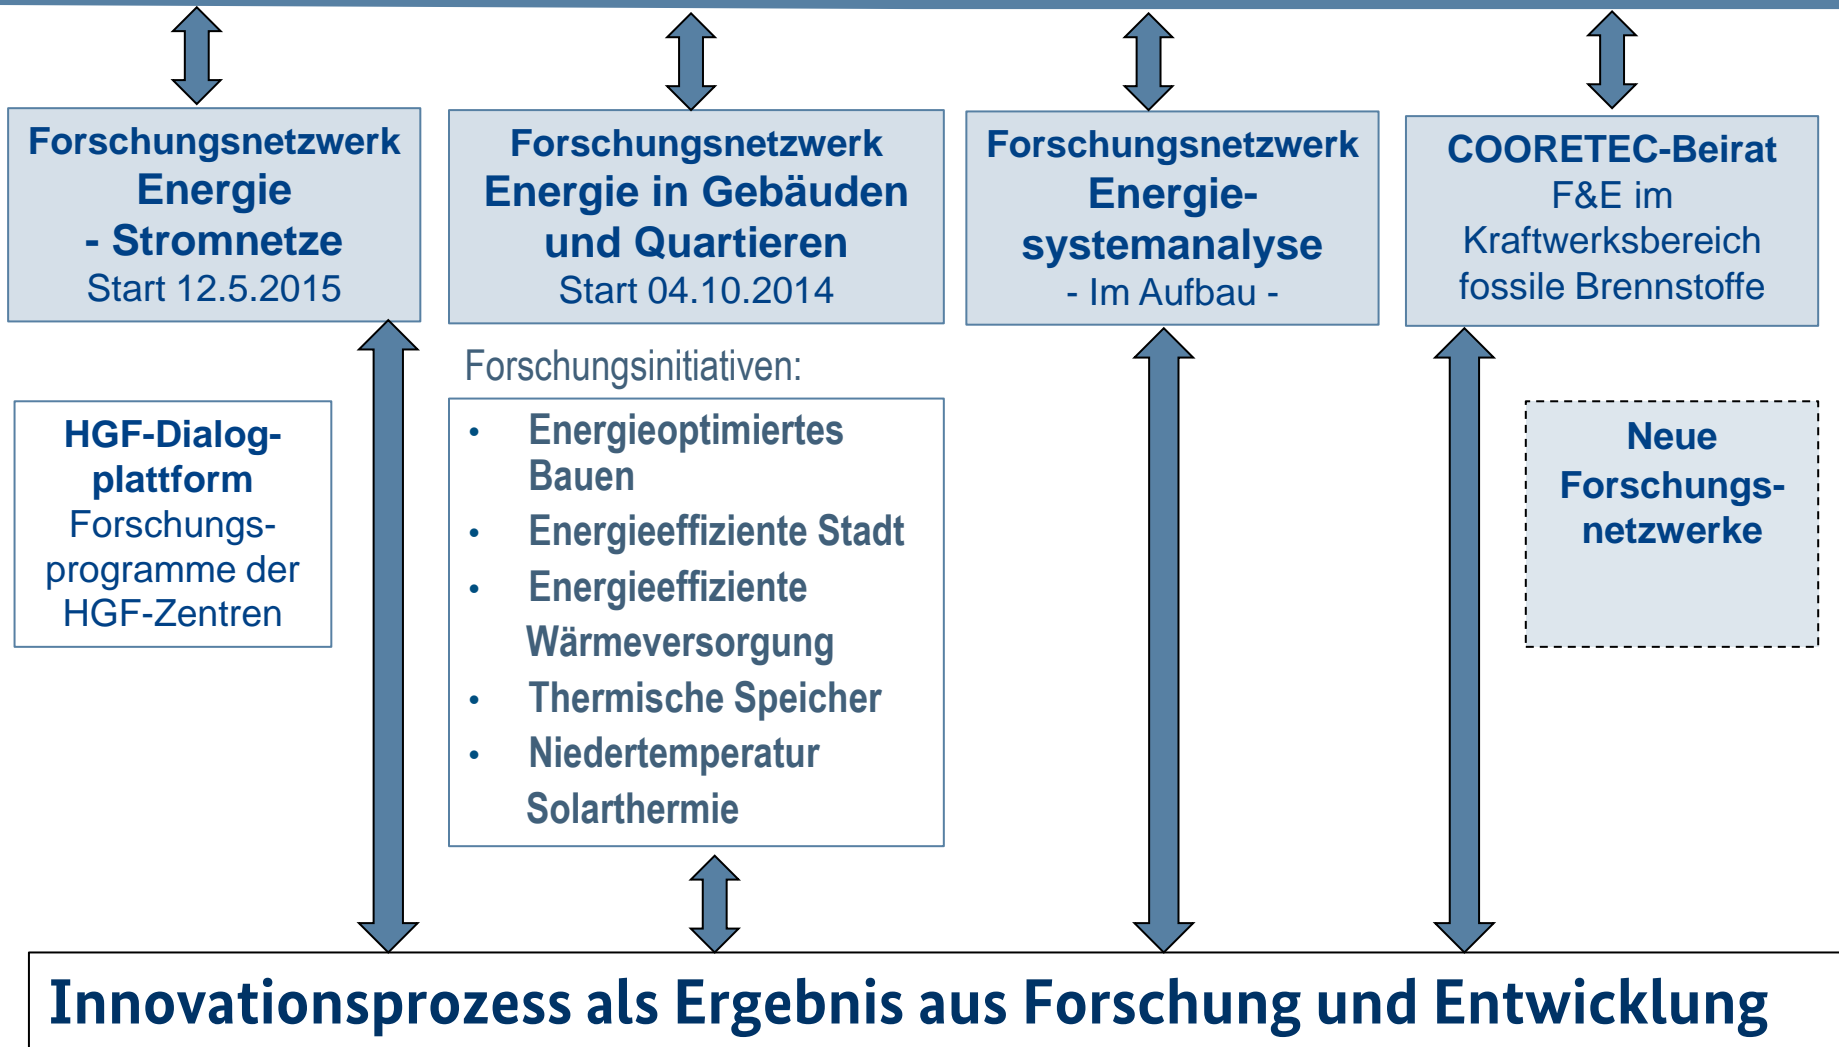 Forschungsnetzwerk
Energie
- Stromnetze
Start 12.5.2015
Forschungsnetzwerk
Energie in Gebäuden
und Quartieren
Start 04.10.2014
Forschungsnetzwerk
Energie-
systemanalyse
- Im Aufbau -
COORETEC-Beirat
F&E im
Kraftwerksbereich
fossile Brennstoffe
HGF-Dialog-
plattform
Forschungs-
programme der
HGF-Zentren
Forschungsinitiativen:
• Energieoptimiertes
Bauen
• Energieeffiziente Stadt
• Energieeffiziente
Wärmeversorgung
• Thermische Speicher
• Niedertemperatur
Solarthermie
Neue
Forschungs-
netzwerke
Innovationsprozess als Ergebnis aus Forschung und Entwicklung